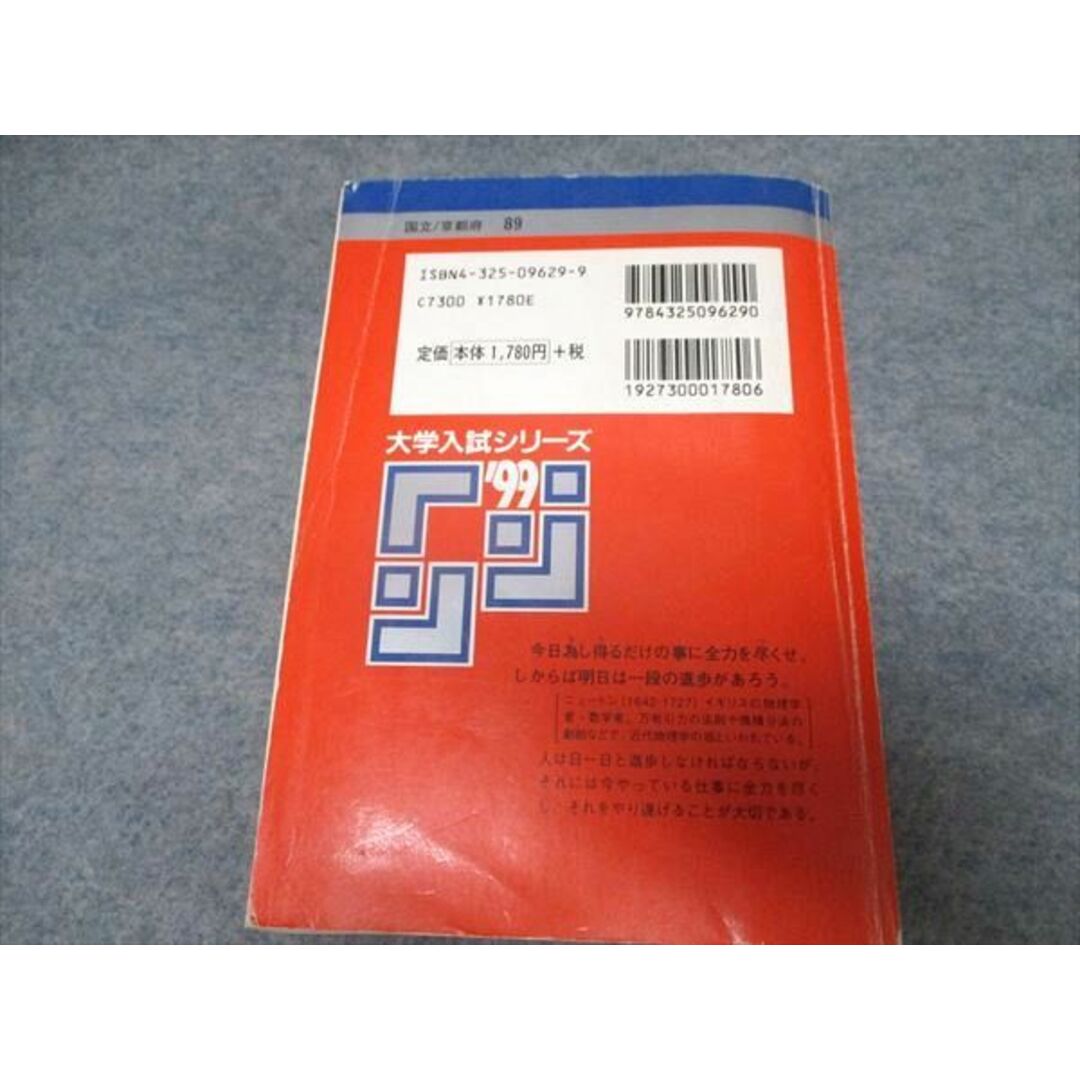 国立/京都府 89
ISBN4-325-09629-9
C7300 ¥1780E
定価 本体1,780円 +税
9784325096290
1927300017806
大学入試シリーズ
'99
今日為し得るだけの事に全力を尽くせ、
しからば明日は一段の進歩があろう。
ニュートン(1642-1727) イギリスの物理学
者・数学者。万有引力の法則や微積分法の
創始などで、近代物理学の祖といわれている。
人は日一日と進歩しなければならないが、
それには今やっている仕事に全力を尽く
し、それをやり遂げることが大切である。